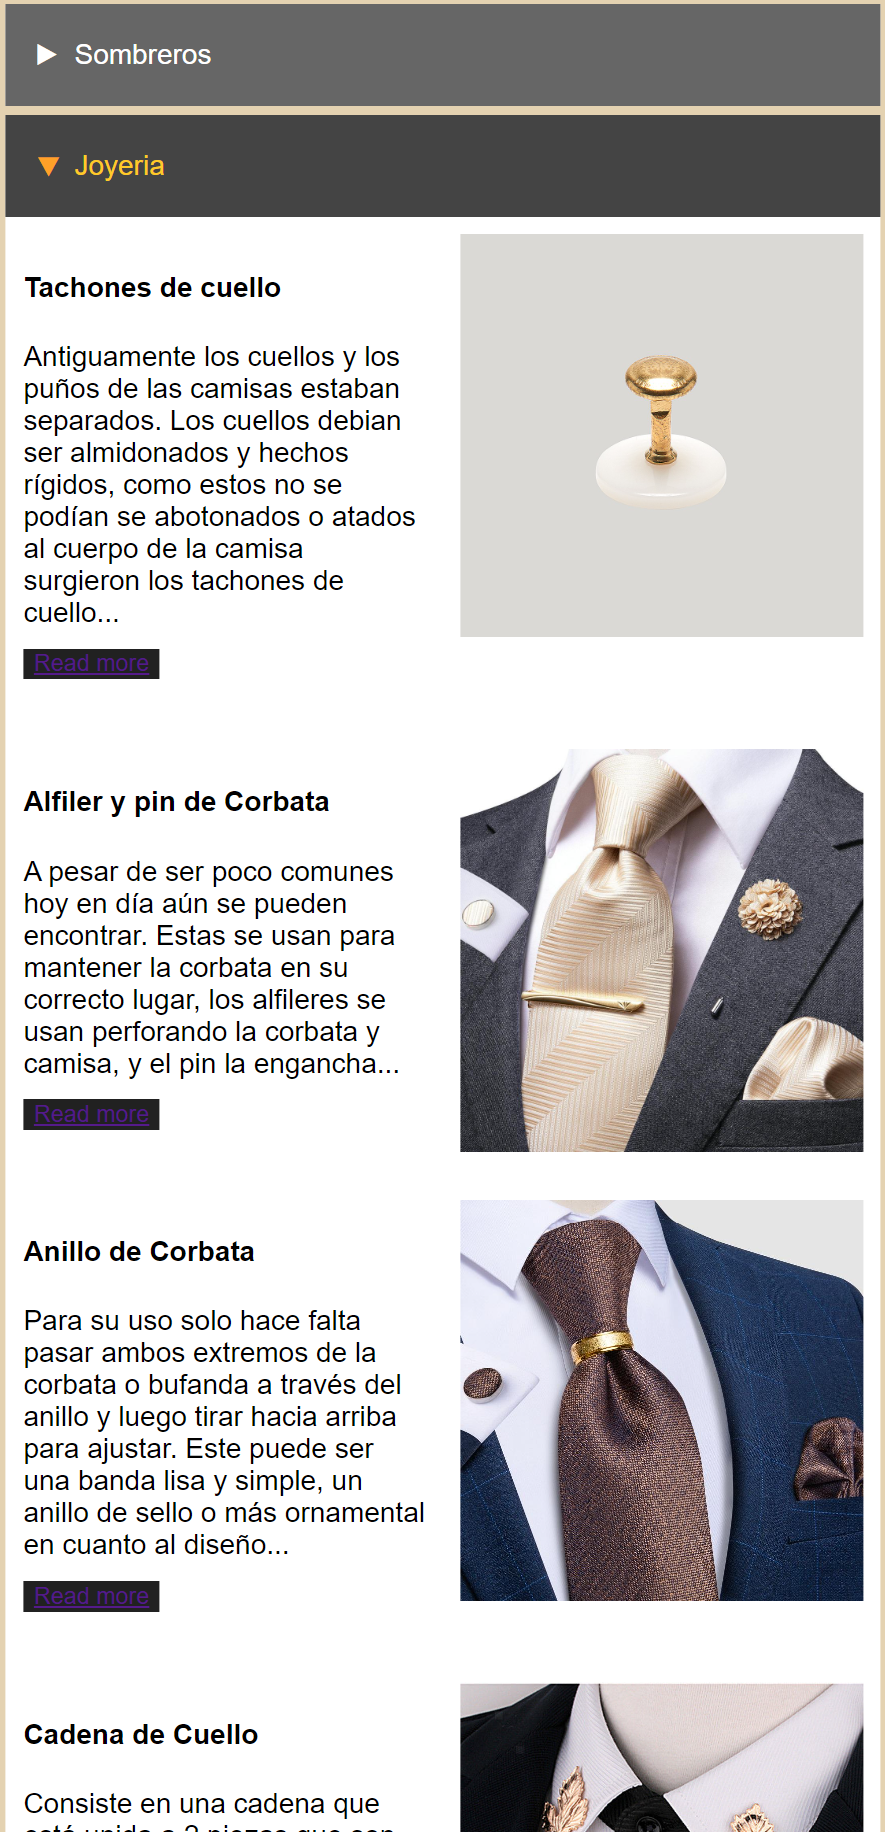 Sombreros
Joyeria
Tachones de cuello
Antiguamente los cuellos y los
puños de las camisas estaban
separados. Los cuellos debian
ser almidonados y hechos
rígidos, como estos no se
podían se abotonados o atados
al cuerpo de la camisa
surgieron los tachones de
cuello...
Read more
Alfiler y pin de Corbata
A pesar de ser poco comunes
hoy en día aún se pueden
encontrar. Estas se usan para
mantener la corbata en su
correcto lugar, los alfileres se
usan perforando la corbata y
camisa, y el pin la engancha...
Read more
Anillo de Corbata
Para su uso solo hace falta
pasar ambos extremos de la
corbata o bufanda a través del
anillo y luego tirar hacia arriba
para ajustar. Este puede ser
una banda lisa y simple, un
anillo de sello o más ornamental
en cuanto al diseño...
Read more
Cadena de Cuello
Consiste en una cadena que
está unida a 2 piezas que son